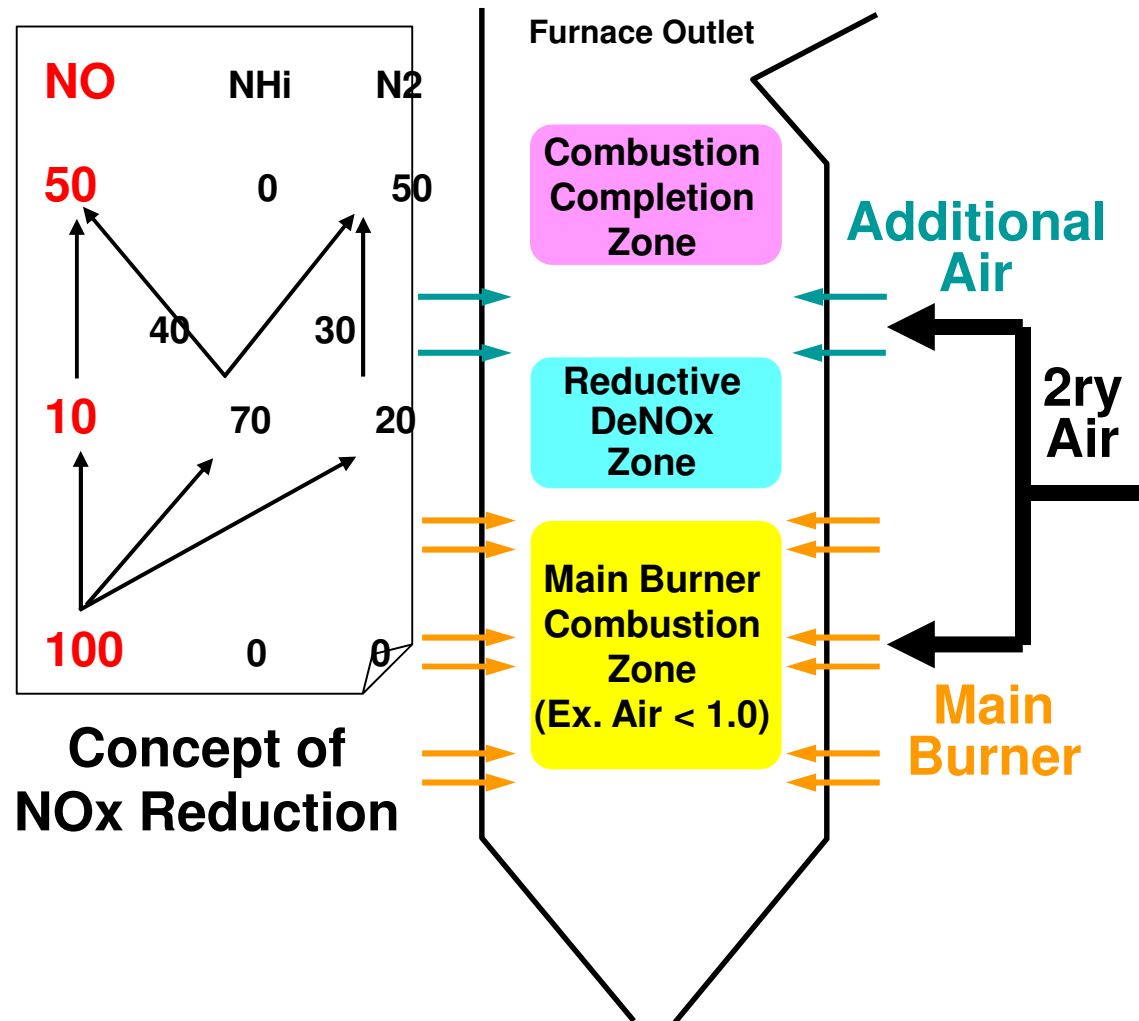 Furnace Outlet
NO NHi N2
50 0 50
40 30
10 70 20
100 0 0
Concept of
NOx Reduction
Combustion
Completion
Zone
Reductive
DeNOx
Zone
Main Burner
Combustion
Zone
(Ex. Air < 1.0)
Additional
Air
2ry
Air
Main
Burner